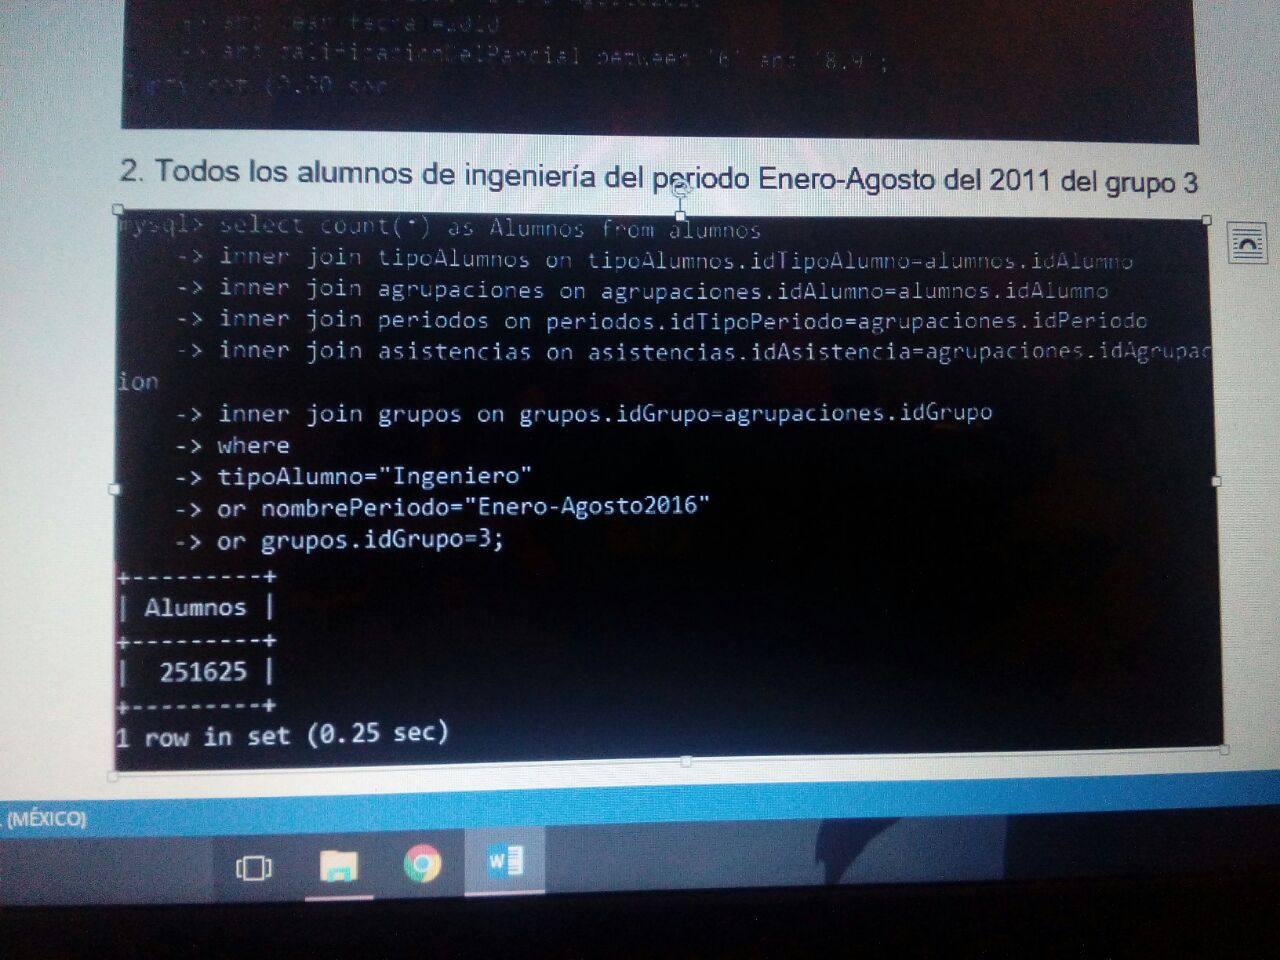 -> and year fecha =2010
-> and calificacionDelParcial between '6' and '8.9';
(0.00 sec
2. Todos los alumnos de ingeniería del periodo Enero-Agosto del 2011 del grupo 3
mysql> select count(*) as Alumnos from alumnos
-> inner join tipoAlumnos on tipoAlumnos.idTipoAlumno=alumnos.idAlumno
-> inner join agrupaciones on agrupaciones.idAlumno=alumnos.idAlumno
-> inner join periodos on periodos.idTipoPeriodo=agrupaciones.idPeriodo
-> inner join asistencias on asistencias.idAsistencia=agrupaciones.idAgrupac
ion
-> inner join grupos on grupos.idGrupo=agrupaciones.idGrupo
-> where
-> tipoAlumno="Ingeniero"
-> or nombrePeriodo="Enero-Agosto2016"
-> or grupos.idGrupo=3;
+---------+
| Alumnos |
+---------+
| 251625 |
+---------+
1 row in set (0.25 sec)
(MÉXICO)
W